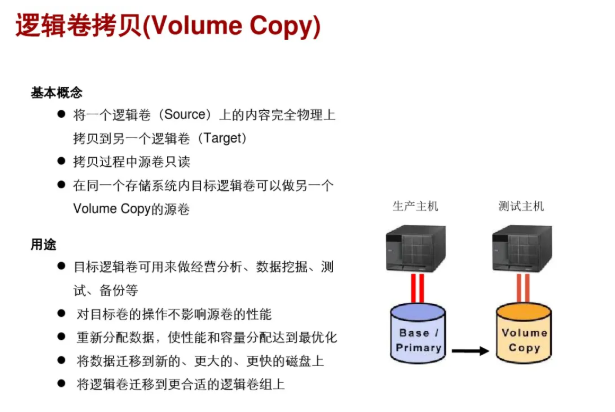 逻辑卷拷贝(Volume Copy)
基本概念
● 将一个逻辑卷（Source）上的内容完全物理上
拷贝到另一个逻辑卷（Target）
● 拷贝过程中源卷只读
● 在同一个存储系统内目标逻辑卷可以做另一个
Volume Copy的源卷
用途
● 目标逻辑卷可用来做经营分析、数据挖掘、测
试、备份等
● 对目标卷的操作不影响源卷的性能
● 重新分配数据，使性能和容量分配达到最优化
● 将数据迁移到新的、更大的、更快的磁盘上
● 将逻辑卷迁移到更合适的逻辑卷组上
生产主机
测试主机
Base /
Primary
Volume
Copy